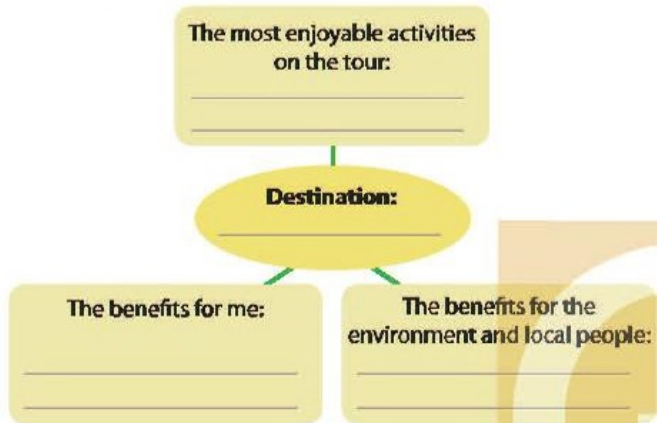 The most enjoyable activities
on the tour:
Destination:
The benefits for me:
The benefits for the
environment and local people: